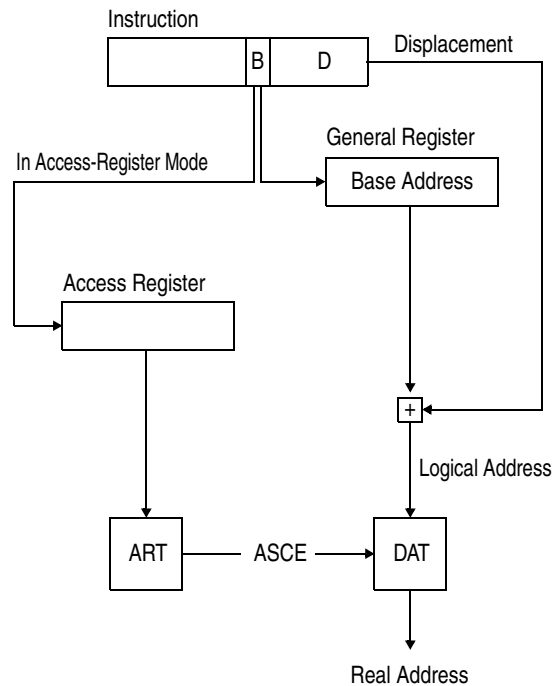 Instruction
Displacement
B
D
General Register
In Access-Register Mode
Base Address
Access Register
+
Logical Address
ART
ASCE
DAT
Real Address